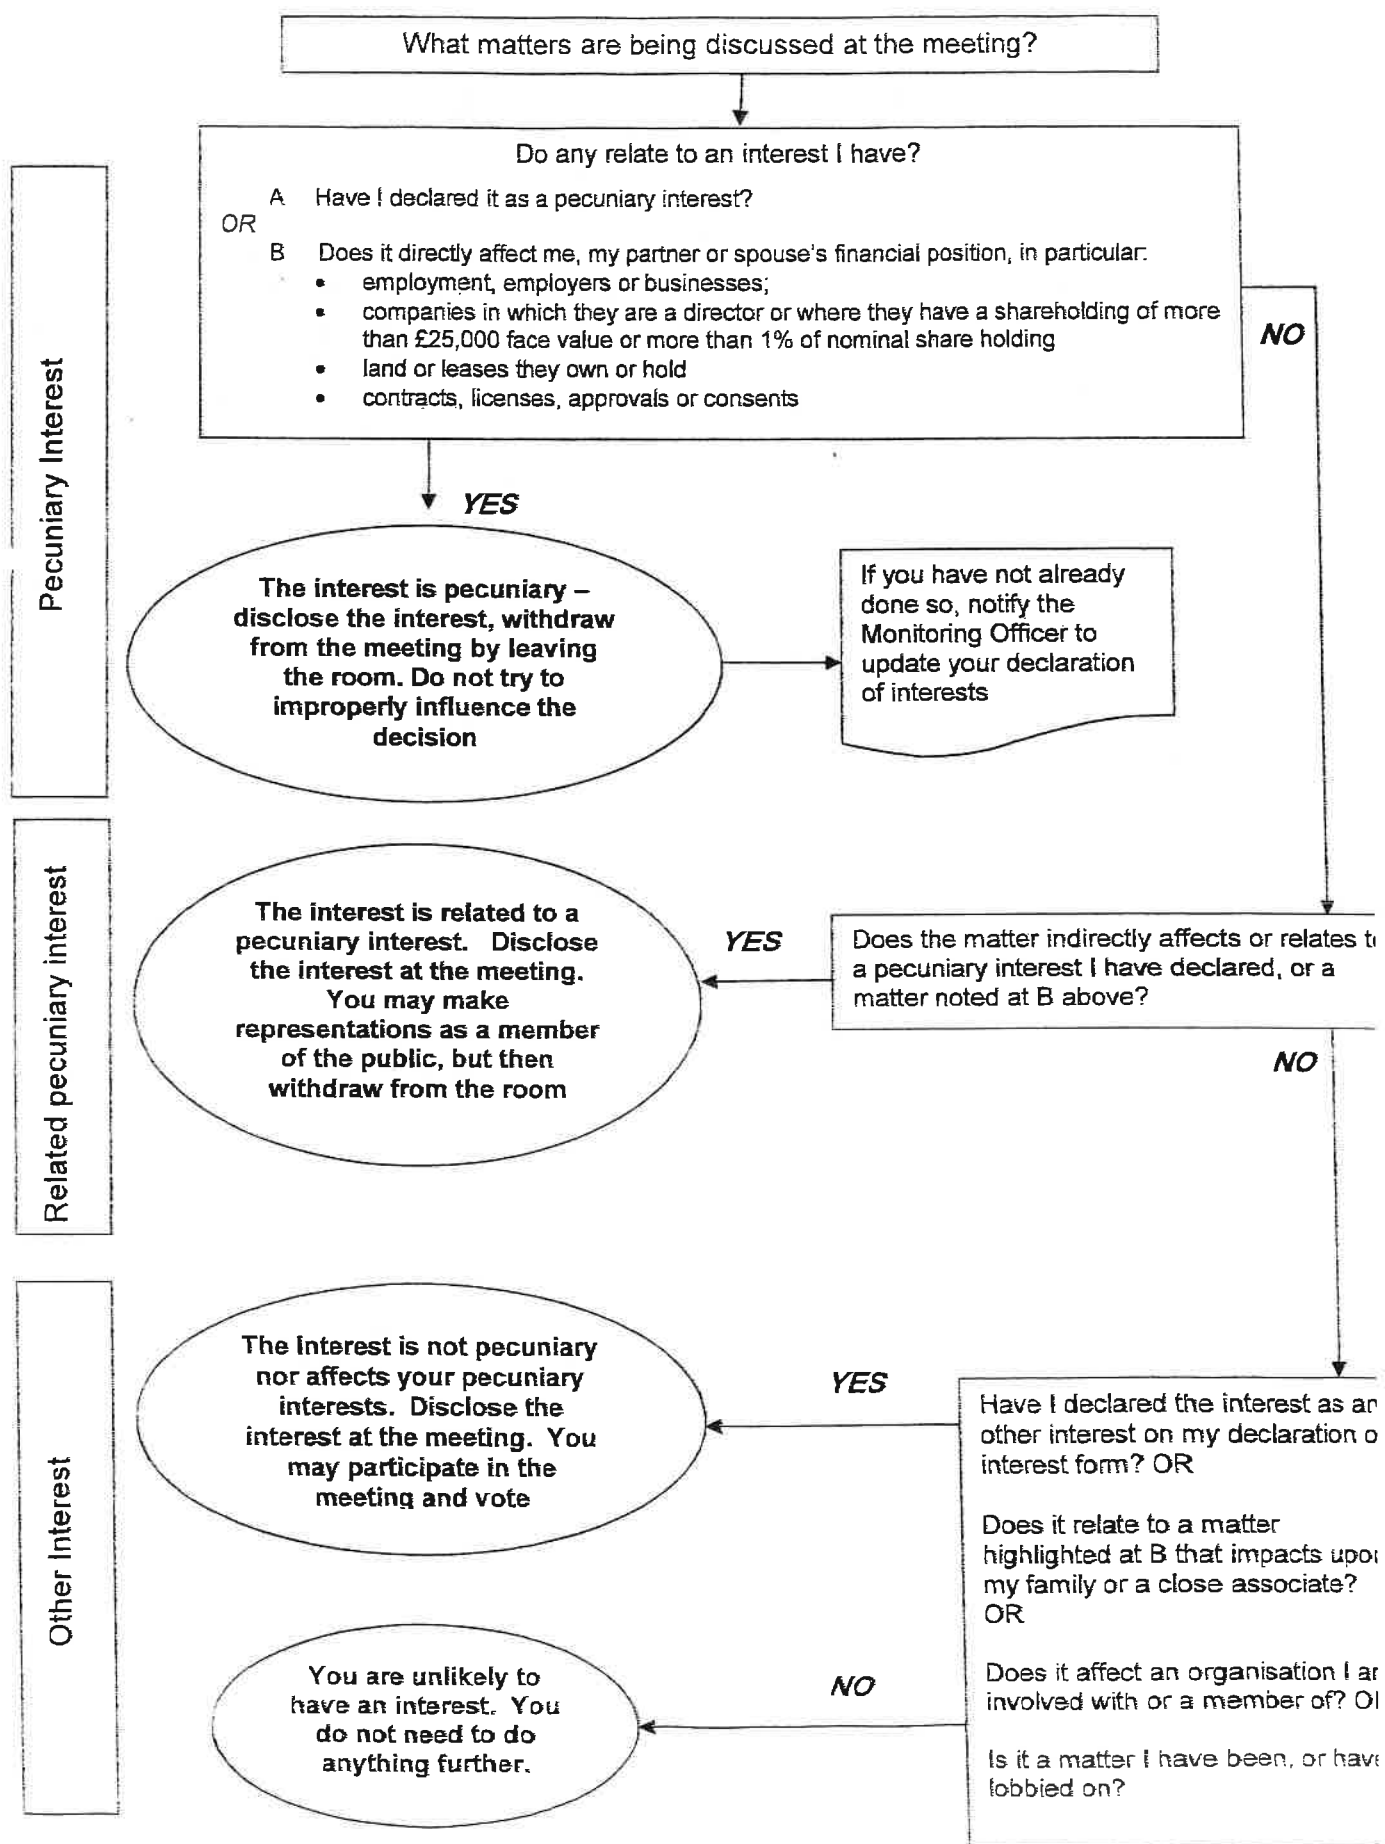 What matters are being discussed at the meeting?
Do any relate to an interest I have?
A Have I declared it as a pecuniary interest?
OR
B Does it directly affect me, my partner or spouse's financial position, in particular:
• employment, employers or businesses;
• companies in which they are a director or where they have a shareholding of more
than £25,000 face value or more than 1% of nominal share holding
• land or leases they own or hold
• contracts, licenses, approvals or consents
NO
Pecuniary Interest
YES
The interest is pecuniary –
disclose the interest, withdraw
from the meeting by leaving
the room. Do not try to
improperly influence the
decision
If you have not already
done so, notify the
Monitoring Officer to
update your declaration
of interests
Related pecuniary interest
The interest is related to a
pecuniary interest. Disclose
the interest at the meeting.
You may make
representations as a member
of the public, but then
withdraw from the room
YES
Does the matter indirectly affects or relates
a pecuniary interest I have declared, or a
matter noted at B above?
NO
Other Interest
The Interest is not pecuniary
nor affects your pecuniary
interests. Disclose the
interest at the meeting. You
may participate in the
meeting and vote
YES
Have I declared the interest as
other interest on my declaration
interest form? OR
Does it relate to a matter
highlighted at B that impacts
my family or a close associate?
OR
Does it affect an organisation I
involved with or a member of?
Is it a matter I have been, or
lobbied on?
NO
You are unlikely to
have an interest. You
do not need to do
anything further.